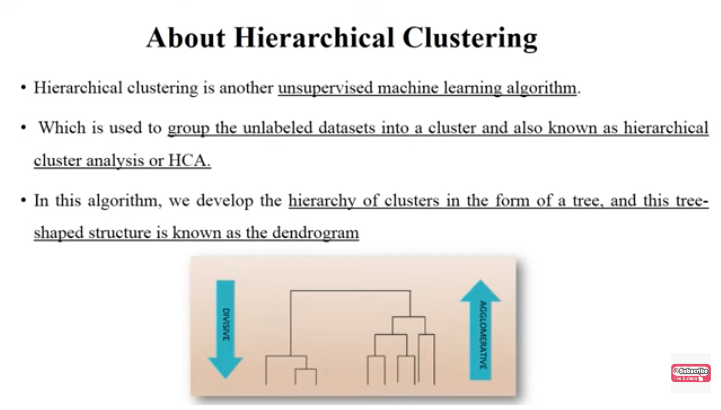 About Hierarchical Clustering
• Hierarchical clustering is another unsupervised machine learning algorithm.
• Which is used to group the unlabeled datasets into a cluster and also known as hierarchical
cluster analysis or HCA.
• In this algorithm, we develop the hierarchy of clusters in the form of a tree, and this tree-
shaped structure is known as the dendrogram
DIVISIVE
AGGLOMERATIVE
Subscribe